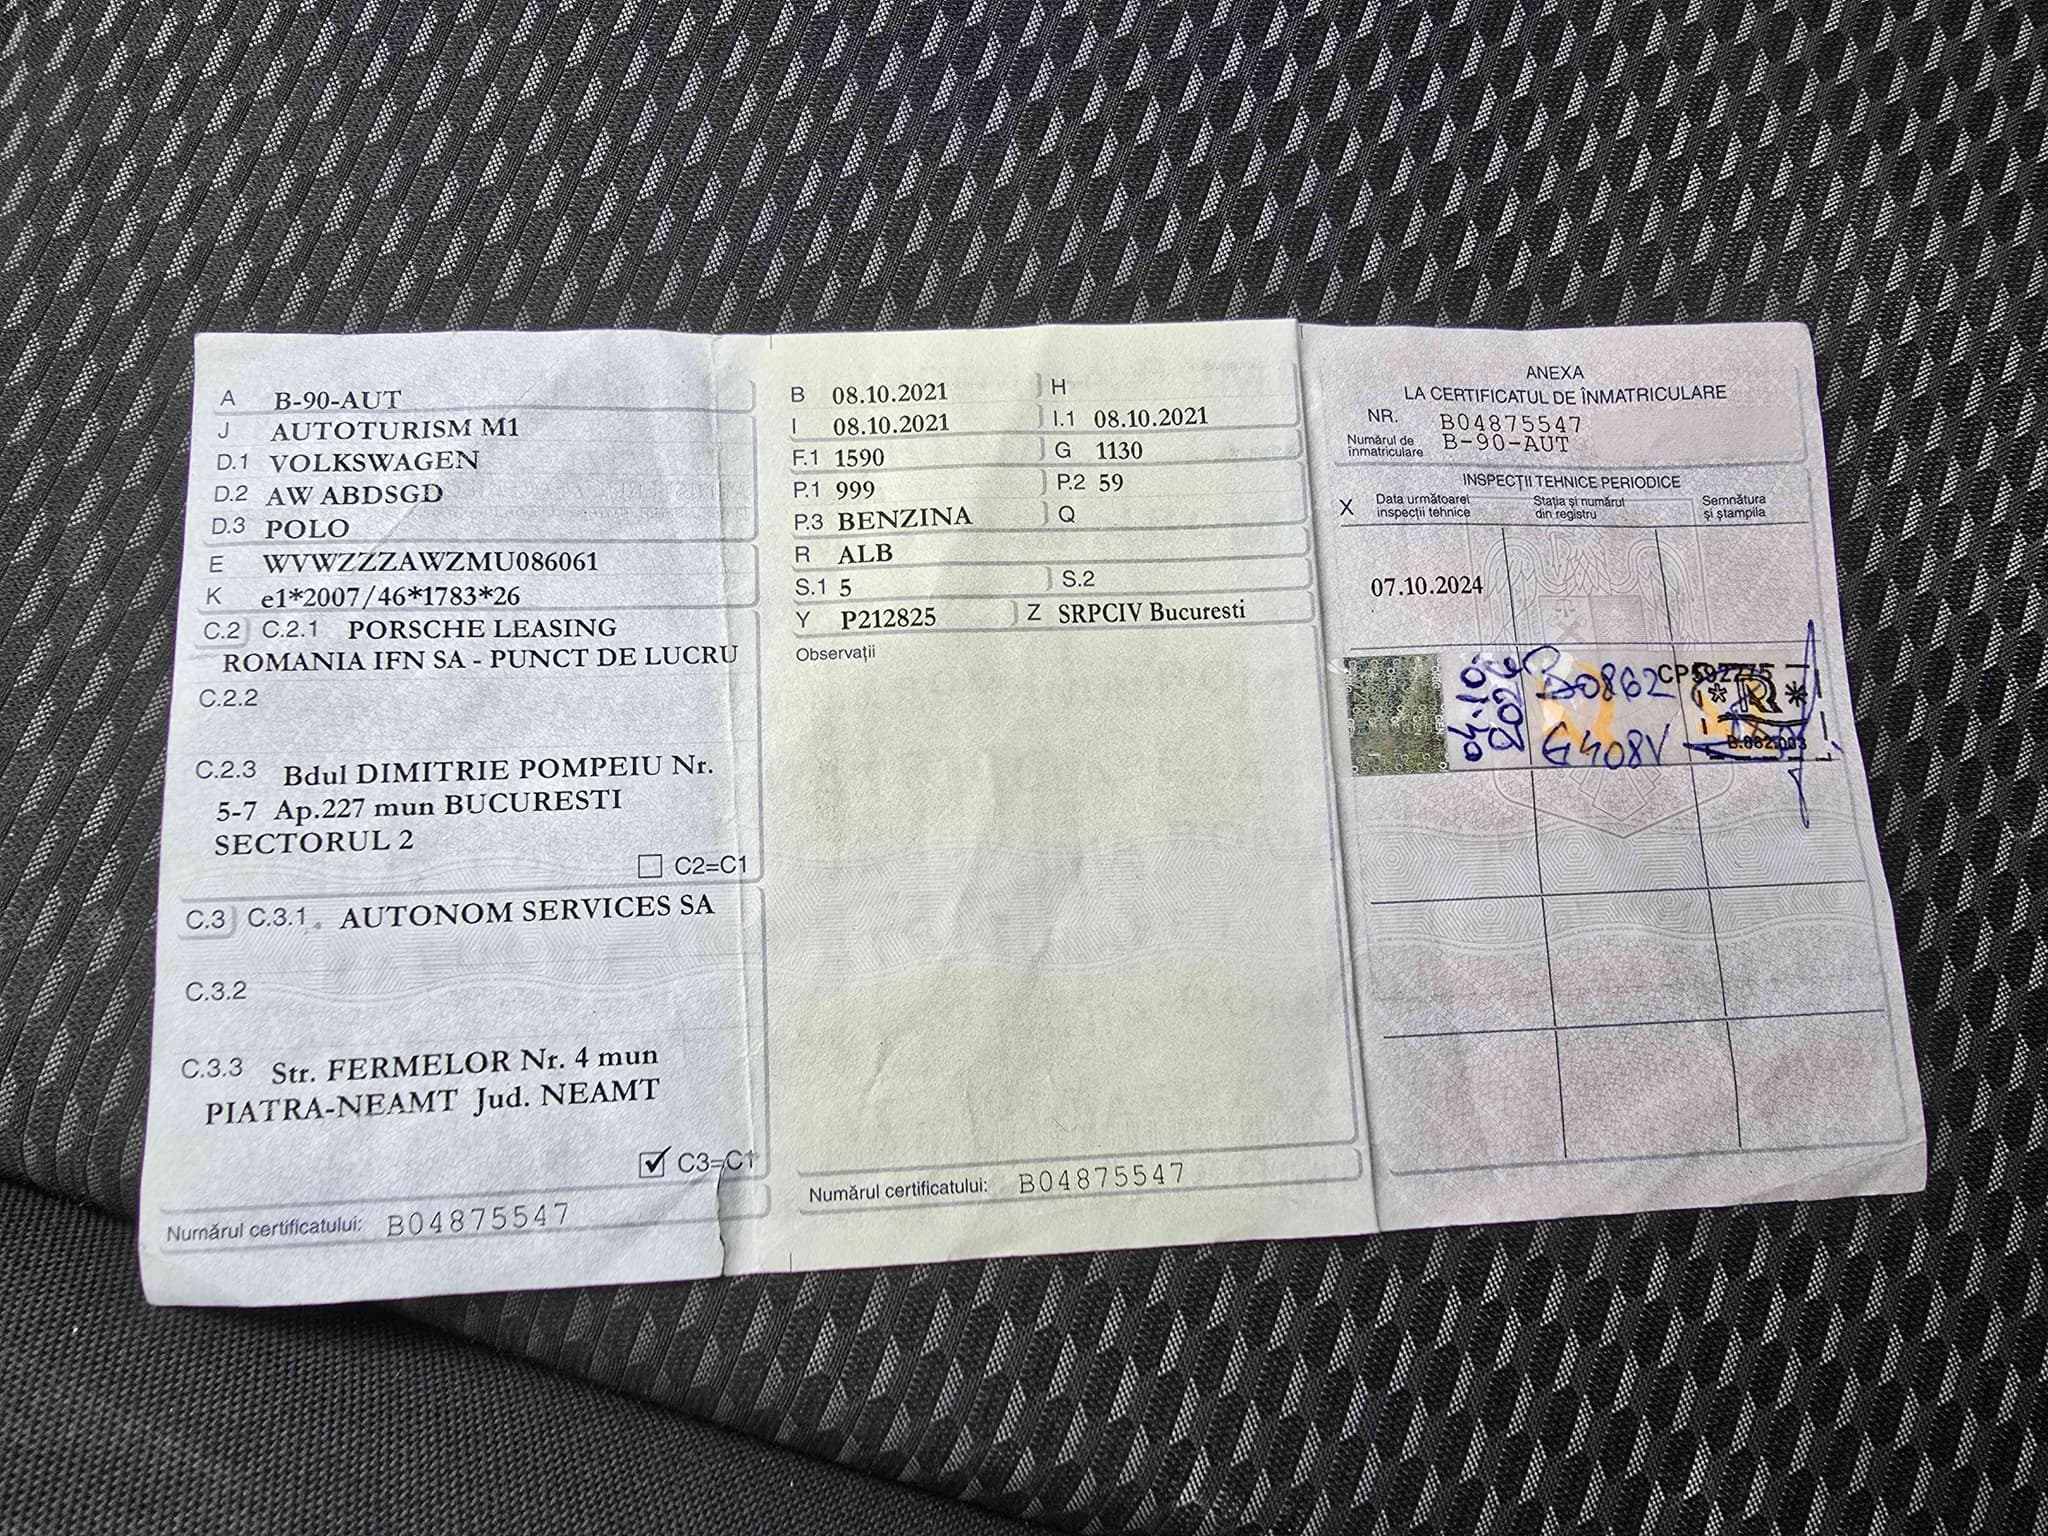 A B-90-AUT
J AUTOTURISM M1
D.1 VOLKSWAGEN
D.2 AW ABDSGD
D.3 POLO
E WVWZZZAWZMU086061
K e1*2007/46*1783*26
C.2 C.2.1 PORSCHE LEASING
ROMANIA IFN SA - PUNCT DE LUCRU
C.2.2
C.2.3 Bdul DIMITRIE POMPEIU Nr.
5-7 Ap.227 mun BUCURESTI
SECTORUL 2
C2=C1
C.3 C.3.1 AUTONOM SERVICES SA
C.3.2
C.3.3 Str. FERMELOR Nr. 4 mun
PIATRA-NEAMT Jud. NEAMT
C3=C1
Numărul certificatului: B04875547
B 08.10.2021 H
I 08.10.2021 I.1 08.10.2021
F.1 1590 G 1130
P.1 999 P.2 59
P.3 BENZINA Q
R ALB
S.1 5 S.2
Y P212825 Z SRPCIV Bucuresti
Observații
Numărul certificatului: B04875547
ANEXA
LA CERTIFICATUL DE ÎNMATRICULARE
NR. B04875547
Numărul de înmatriculare B-90-AUT
INSPECȚII TEHNICE PERIODICE
X Data următoarei inspecții tehnice Stația și numărul din registru Semnătura și ștampila
07.10.2024
B0862 CP592775
R
G408V B.862.003